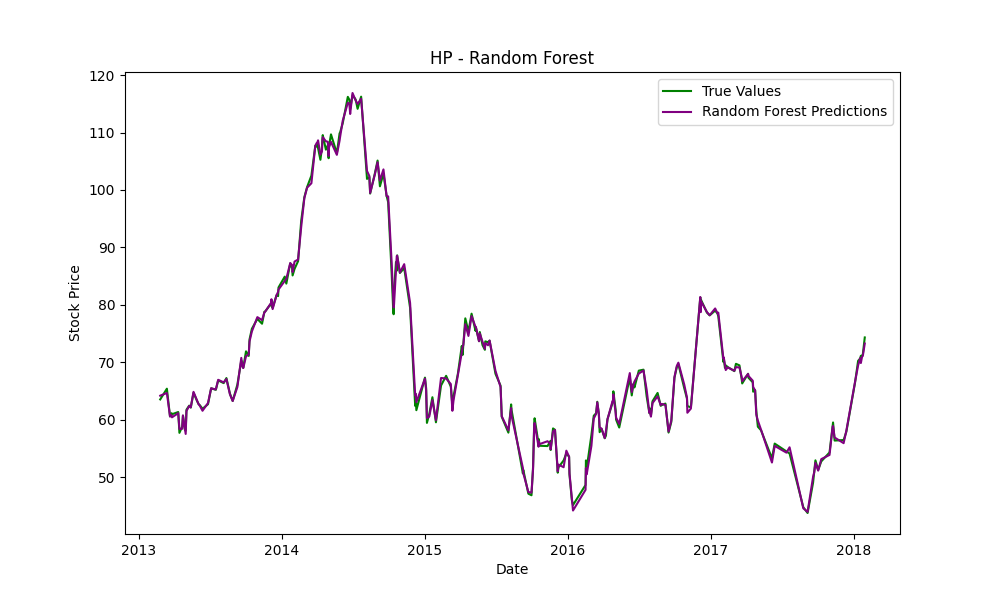 HP - Random Forest
True Values
Random Forest Predictions
Stock Price
120
110
100
90
80
70
60
50
2013
2014
2015
2016
2017
2018
Date